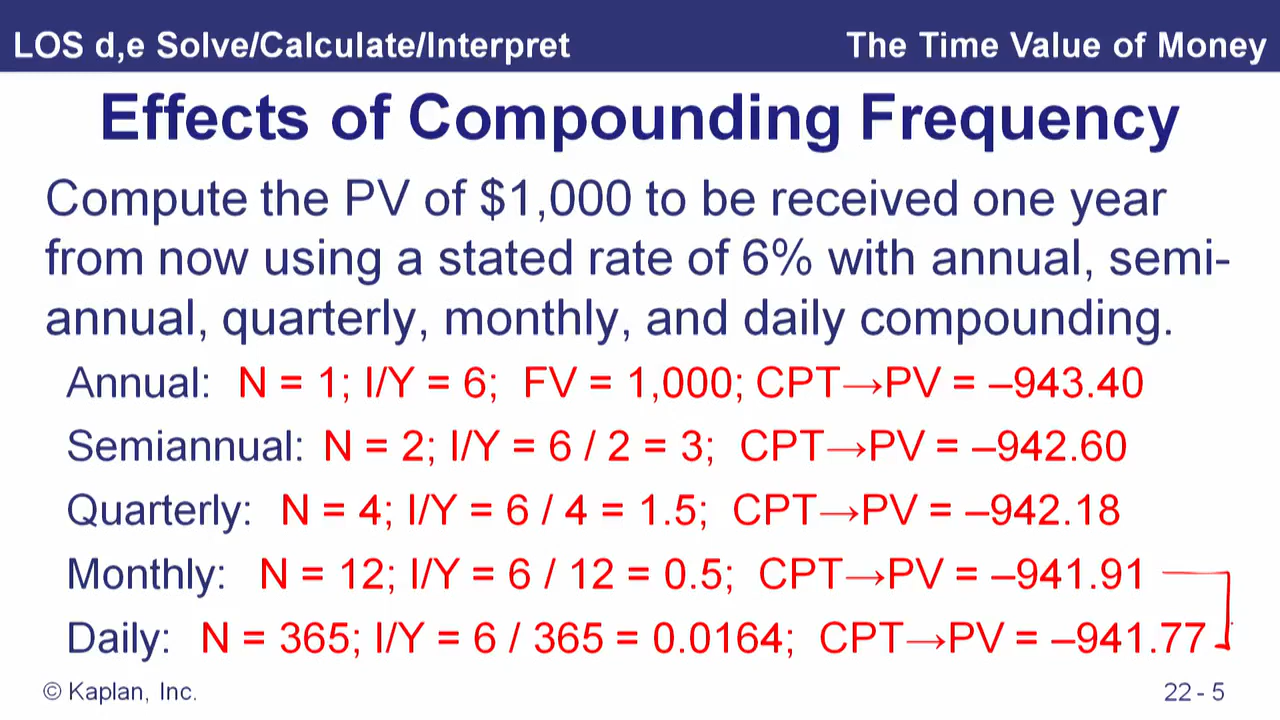 LOS d,e Solve/Calculate/Interpret
The Time Value of Money
Effects of Compounding Frequency
Compute the PV of $1,000 to be received one year
from now using a stated rate of 6% with annual, semi-
annual, quarterly, monthly, and daily compounding.
Annual: N = 1; I/Y = 6; FV = 1,000; CPT→PV = –943.40
Semiannual: N = 2; I/Y = 6 / 2 = 3; CPT→PV = –942.60
Quarterly: N = 4; I/Y = 6 / 4 = 1.5; CPT→PV = –942.18
Monthly: N = 12; I/Y = 6 / 12 = 0.5; CPT→PV = –941.91
Daily: N = 365; I/Y = 6 / 365 = 0.0164; CPT→PV = –941.77
© Kaplan, Inc.
22 - 5